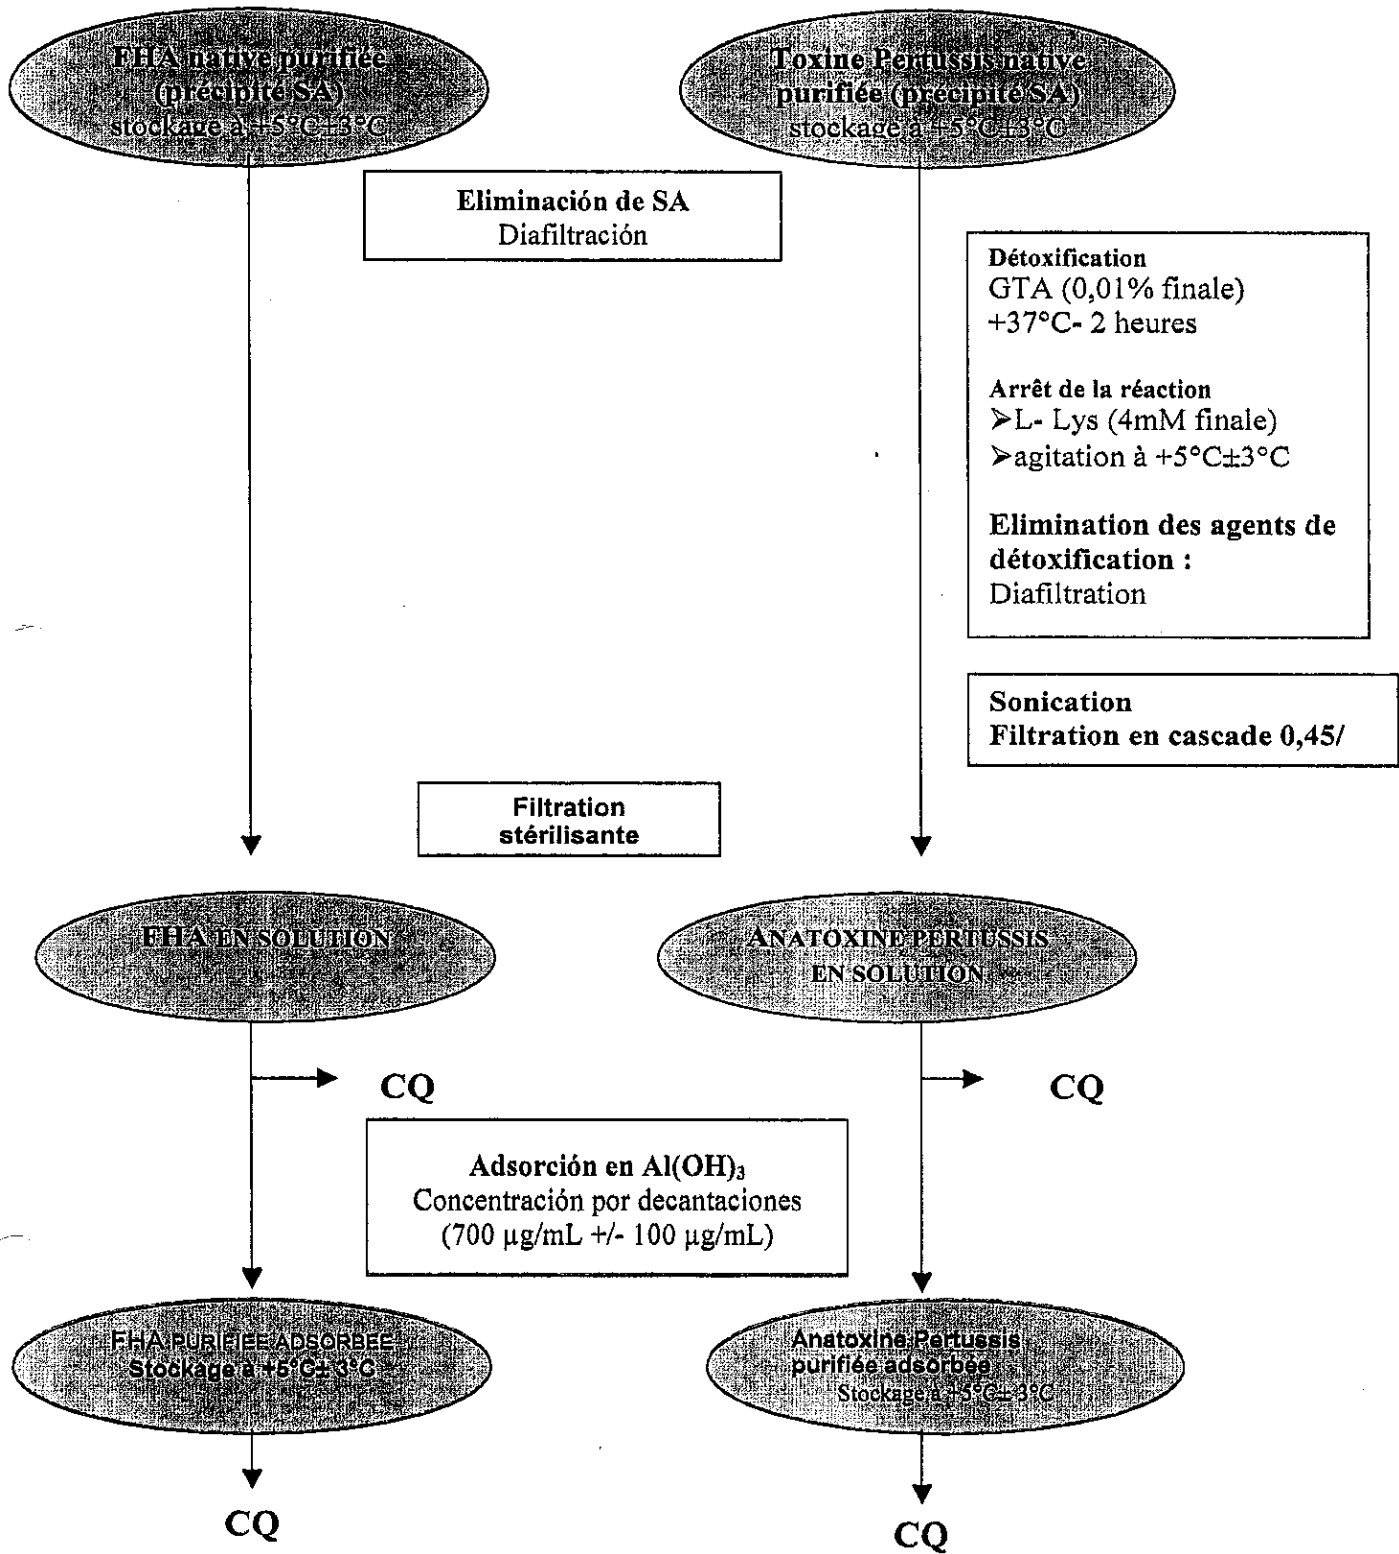 FHA native purifiée
(précipité SA)
stockage à +5°C±3°C
Toxine Pertussis native
purifiée (précipité SA)
stockage à +5°C±3°C
Eliminación de SA
Diafiltración
Détoxification
GTA (0,01% finale)
+37°C- 2 heures
Arrêt de la réaction
➢L- Lys (4mM finale)
➢agitation à +5°C±3°C
Elimination des agents de
détoxification :
Diafiltration
Sonication
Filtration en cascade 0,45/
Filtration
stérilisante
FHA EN SOLUTION
ANATOXINE PERTUSSIS
EN SOLUTION
CQ
CQ
Adsorción en Al(OH)₃
Concentración por decantaciones
(700 µg/mL +/- 100 µg/mL)
FHA PURIFIEE ADSORBEE
Stockage à +5°C± 3°C
Anatoxine Pertussis
purifiée adsorbée
Stockage à +5°C± 3°C
CQ
CQ